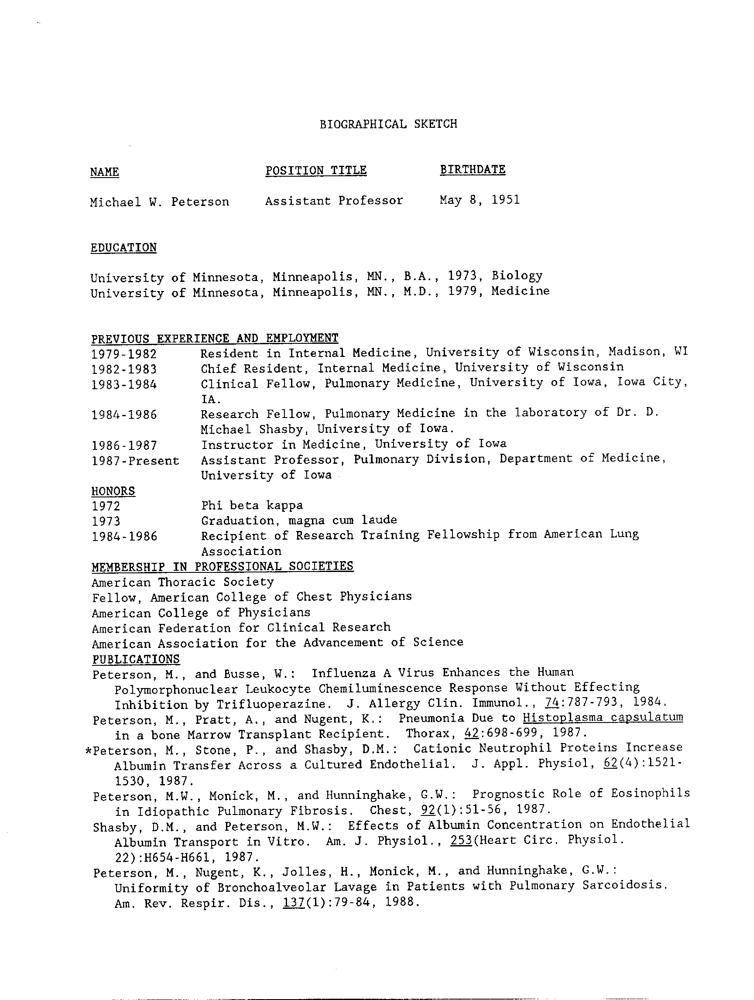 BIOGRAPHICAL SKETCH
NAME POSITION TITLE BIRTHDATE
Michael W. Peterson Assistant Professor May 8, 1951
EDUCATION
University of Minnesota, Minneapolis, MN., B.A., 1973, Biology
University of Minnesota, Minneapolis, MN., M.D., 1979, Medicine
PREVIOUS EXPERIENCE AND EMPLOYMENT
1979-1982 Resident in Internal Medicine, University of Wisconsin, Madison, WI
1982-1983 Chief Resident, Internal Medicine, University of Wisconsin
1983-1984 Clinical Fellow, Pulmonary Medicine, University of Iowa, Iowa City,
IA.
1984-1986 Research Fellow, Pulmonary Medicine in the laboratory of Dr. D.
Michael Shasby, University of Iowa.
1986-1987 Instructor in Medicine, University of Iowa
1987-Present Assistant Professor, Pulmonary Division, Department of Medicine,
University of Iowa
HONORS
1972 Phi beta kappa
1973 Graduation, magna cum laude
1984-1986 Recipient of Research Training Fellowship from American Lung
Association
MEMBERSHIP IN PROFESSIONAL SOCIETIES
American Thoracic Society
Fellow, American College of Chest Physicians
American College of Physicians
American Federation for Clinical Research
American Association for the Advancement of Science
PUBLICATIONS
Peterson, M., and Busse, W.: Influenza A Virus Enhances the Human
Polymorphonuclear Leukocyte Chemiluminescence Response Without Effecting
Inhibition by Trifluoperazine. J. Allergy Clin. Immunol., 74:787-793, 1984.
Peterson, M., Pratt, A., and Nugent, K.: Pneumonia Due to Histoplasma capsulatum
in a bone Marrow Transplant Recipient. Thorax, 42:698-699, 1987.
*Peterson, M., Stone, P., and Shasby, D.M.: Cationic Neutrophil Proteins Increase
Albumin Transfer Across a Cultured Endothelial. J. Appl. Physiol, 62(4):1521-
1530, 1987.
Peterson, M.W., Monick, M., and Hunninghake, G.W.: Prognostic Role of Eosinophils
in Idiopathic Pulmonary Fibrosis. Chest, 92(1):51-56, 1987.
Shasby, D.M., and Peterson, M.W.: Effects of Albumin Concentration on Endothelial
Albumin Transport in Vitro. Am. J. Physiol., 253(Heart Circ. Physiol.
22):H654-H661, 1987.
Peterson, M., Nugent, K., Jolles, H., Monick, M., and Hunninghake, G.W.:
Uniformity of Bronchoalveolar Lavage in Patients with Pulmonary Sarcoidosis.
Am. Rev. Respir. Dis., 137(1):79-84, 1988.